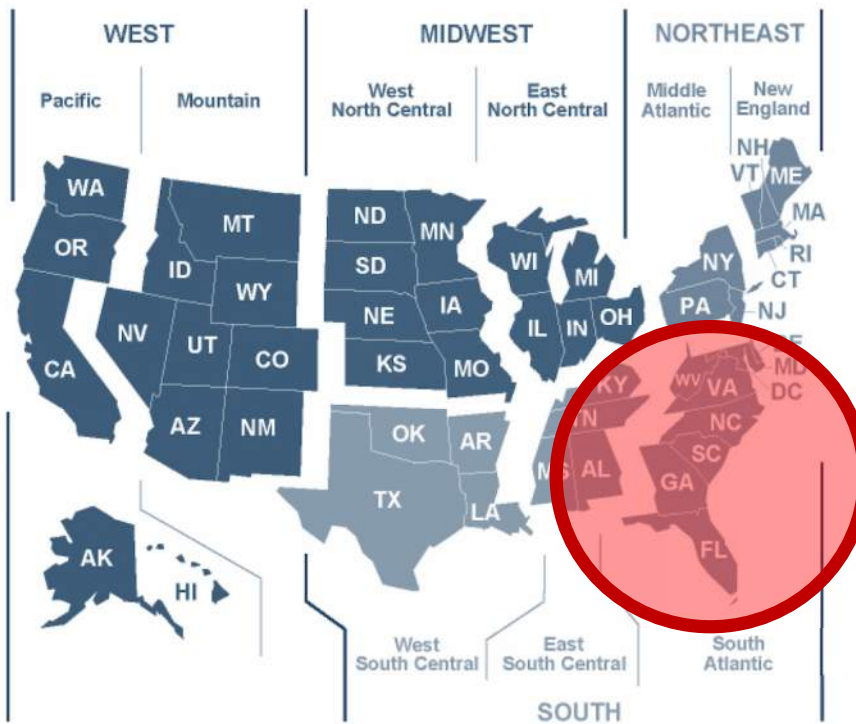 WEST
MIDWEST
NORTHEAST
Pacific
Mountain
West
North Central
East
North Central
Middle
Atlantic
New
England
NH
VT
ME
WA
MT
ND
MN
MA
OR
ID
SD
WI
MI
NY
RI
CT
WY
NE
IA
PA
NJ
NV
UT
CO
IL
IN
OH
CA
KS
MO
KY
WV
VA
MD
DC
AZ
NM
OK
AR
TN
NC
SC
TX
LA
MS
AL
GA
FL
AK
HI
West
South Central
East
South Central
South
Atlantic
SOUTH